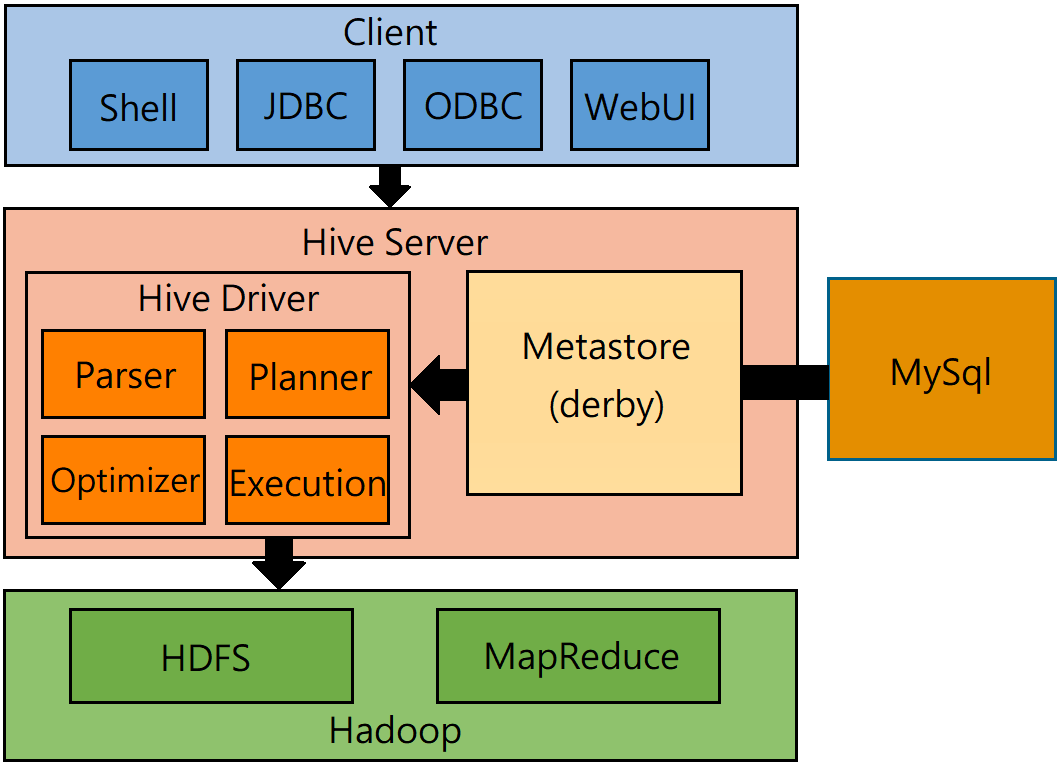 Client
Shell
JDBC
ODBC
WebUI
Hive Server
Hive Driver
Parser
Planner
Optimizer
Execution
Metastore
(derby)
MySql
HDFS
MapReduce
Hadoop